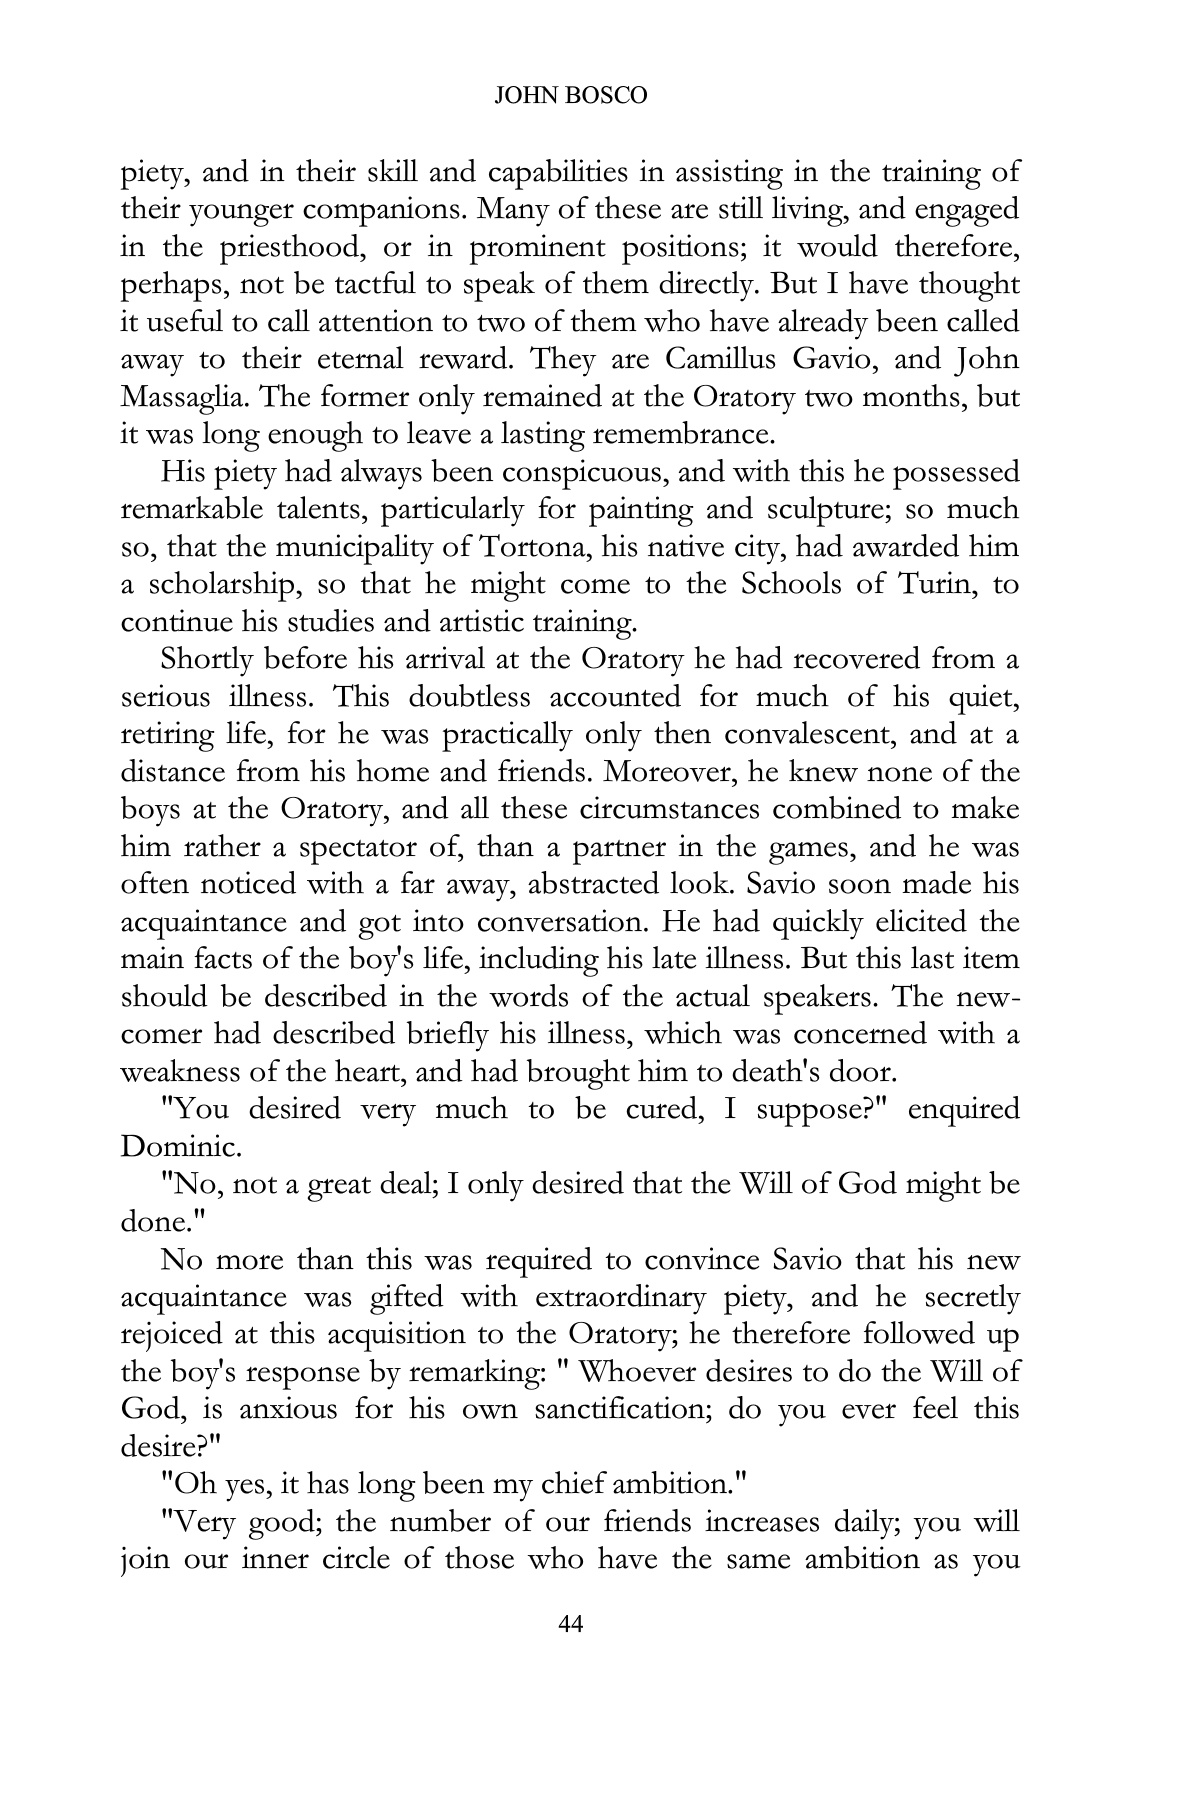 JOHN BOSCO
piety, and in their skill and capabilities in assisting in the training of
their younger companions. Many of these are still living, and engaged
in the priesthood, or in prominent positions; it would therefore,
perhaps, not be tactful to speak of them directly. But I have thought
it useful to call attention to two of them who have already been called
away to their eternal reward. They are Camillus Gavio, and John
Massaglia. The former only remained at the Oratory two months, but
it was long enough to leave a lasting remembrance.
His piety had always been conspicuous, and with this he possessed
remarkable talents, particularly for painting and sculpture; so much
so, that the municipality of Tortona, his native city, had awarded him
a scholarship, so that he might come to the Schools of Turin, to
continue his studies and artistic training.
Shortly before his arrival at the Oratory he had recovered from a
serious illness. This doubtless accounted for much of his quiet,
retiring life, for he was practically only then convalescent, and at a
distance from his home and friends. Moreover, he knew none of the
boys at the Oratory, and all these circumstances combined to make
him rather a spectator of, than a partner in the games, and he was
often noticed with a far away, abstracted look. Savio soon made his
acquaintance and got into conversation. He had quickly elicited the
main facts of the boy's life, including his late illness. But this last item
should be described in the words of the actual speakers. The new-
comer had described briefly his illness, which was concerned with a
weakness of the heart, and had brought him to death's door.
"You desired very much to be cured, I suppose?" enquired
Dominic.
"No, not a great deal; I only desired that the Will of God might be
done."
No more than this was required to convince Savio that his new
acquaintance was gifted with extraordinary piety, and he secretly
rejoiced at this acquisition to the Oratory; he therefore followed up
the boy's response by remarking: " Whoever desires to do the Will of
God, is anxious for his own sanctification; do you ever feel this
desire?"
"Oh yes, it has long been my chief ambition."
"Very good; the number of our friends increases daily; you will
join our inner circle of those who have the same ambition as you
44